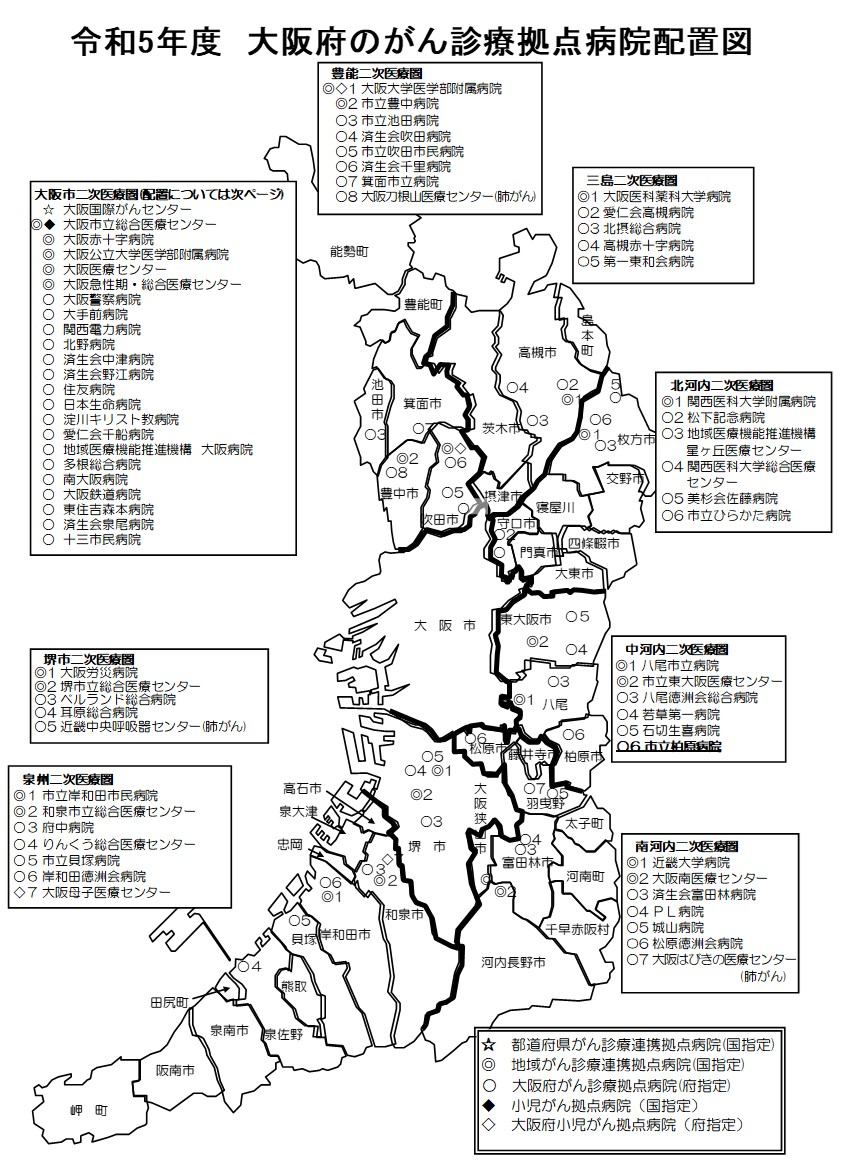 令和5年度　大阪府のがん診療拠点病院配置図
豊能二次医療圏
◎◇1 大阪大学医学部附属病院
◎2 市立豊中病院
○3 市立池田病院
○4 済生会吹田病院
○5 市立吹田市民病院
○6 済生会千里病院
○7 箕面市立病院
○8 大阪刀根山医療センター(肺がん)
三島二次医療圏
◎1 大阪医科薬科大学病院
○2 愛仁会高槻病院
○3 北摂総合病院
○4 高槻赤十字病院
○5 第一東和会病院
大阪市二次医療圏(配置については次ページ)
☆ 大阪国際がんセンター
◎◆ 大阪市立総合医療センター
◎ 大阪赤十字病院
◎ 大阪公立大学医学部附属病院
◎ 大阪医療センター
◎ 大阪急性期・総合医療センター
○ 大阪警察病院
○ 大手前病院
○ 関西電力病院
○ 北野病院
○ 済生会中津病院
○ 済生会野江病院
○ 住友病院
○ 日本生命病院
○ 淀川キリスト教病院
○ 愛仁会千船病院
○ 地域医療機能推進機構　大阪病院
○ 多根総合病院
○ 南大阪病院
○ 大阪鉄道病院
○ 東住吉森本病院
○ 済生会泉尾病院
○ 十三市民病院
北河内二次医療圏
◎1 関西医科大学附属病院
○2 松下記念病院
○3 地域医療機能推進機構
星ヶ丘医療センター
○4 関西医科大学総合医療
センター
○5 美杉会佐藤病院
○6 市立ひらかた病院
中河内二次医療圏
◎1 八尾市立病院
◎2 市立東大阪医療センター
○3 八尾徳洲会総合病院
○4 若草第一病院
○5 石切生喜病院
○6 市立柏原病院
堺市二次医療圏
◎1 大阪労災病院
◎2 堺市立総合医療センター
○3 ベルランド総合病院
○4 耳原総合病院
○5 近畿中央呼吸器センター(肺がん)
泉州二次医療圏
◎1 市立岸和田市民病院
◎2 和泉市立総合医療センター
○3 府中病院
○4 りんくう総合医療センター
○5 市立貝塚病院
○6 岸和田徳洲会病院
◇7 大阪母子医療センター
南河内二次医療圏
◎1 近畿大学病院
◎2 大阪南医療センター
○3 済生会富田林病院
○4 ＰＬ病院
○5 城山病院
○6 松原徳洲会病院
○7 大阪はびきの医療センター
(肺がん)
能勢町
豊能町
島本町
高槻市
○4
○2
◎1
5
○
池田市
箕面市
茨木市
○3
○6
◎1
○3
枚方市
○3
○7
◎◇
○6
◎2
○8
豊中市
○5
吹田市
摂津市
交野市
寝屋川
守口市
○2
○
門真市
四條畷市
大東市
大阪市
東大阪市
○5
◎2
○4
○3
◎1
八尾
○6
松原市
藤井寺市
○6
柏原市
○5
○4 ◎1
◎2
○3
堺市
大阪狭山市
○7
○5
羽曳野
太子町
高石市
泉大津
忠岡
○4
○3
富田林市
◎
◎2
河南町
千早赤阪村
◇7
○3
◎2
和泉市
○6
◎1
○5
貝塚
岸和田市
河内長野市
○4
熊取
田尻町
泉南市
泉佐野
阪南市
岬町
☆ 都道府県がん診療連携拠点病院(国指定)
◎ 地域がん診療連携拠点病院(国指定)
○ 大阪府がん診療拠点病院(府指定)
◆ 小児がん拠点病院（国指定）
◇ 大阪府小児がん拠点病院（府指定）